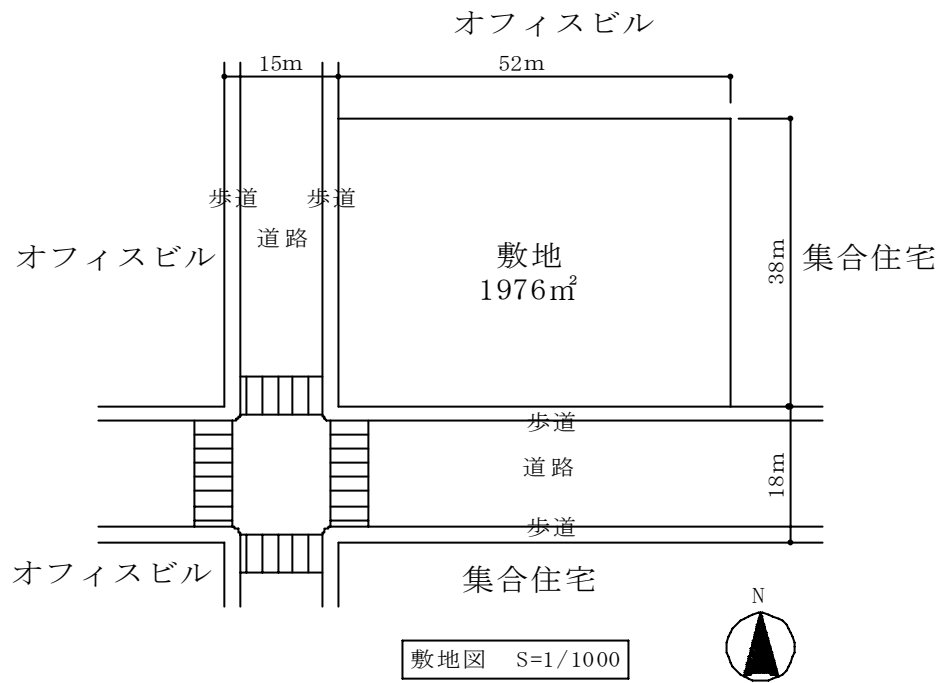 オフィスビル
15m
52m
歩道
歩道
道路
オフィスビル
敷地
1976㎡
38m
集合住宅
歩道
道路
18m
歩道
オフィスビル
集合住宅
N
敷地図 S=1/1000